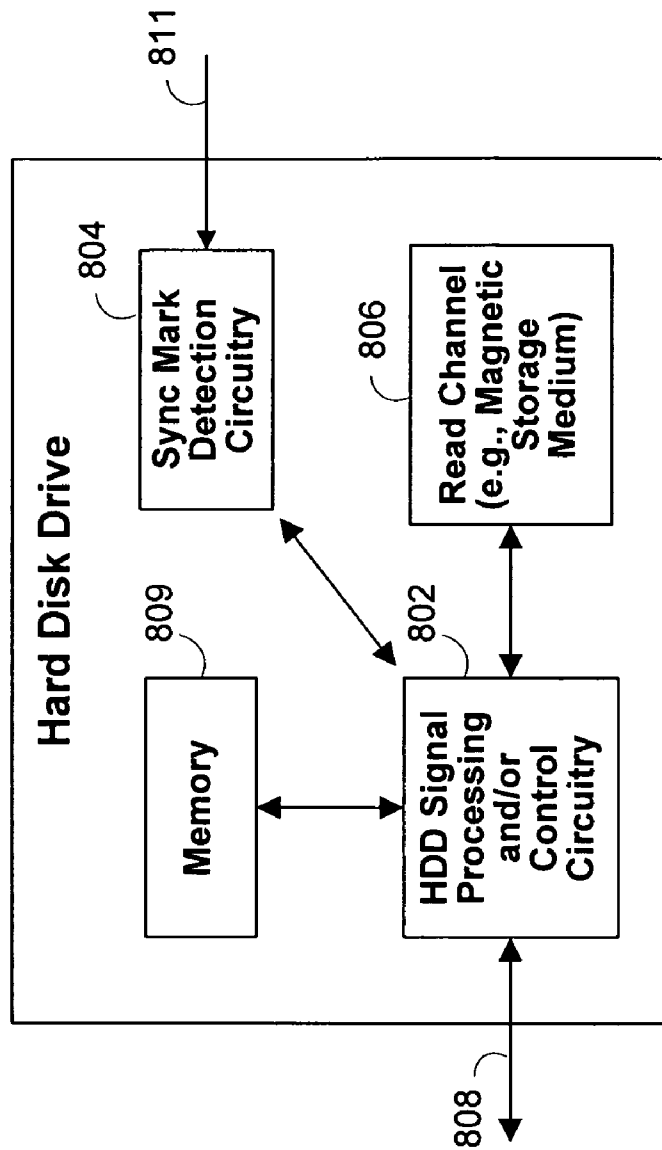 Hard Disk Drive
809
Memory
804
Sync Mark
Detection
Circuitry
811
802
HDD Signal
Processing
and/or
Control
Circuitry
806
Read Channel
(e.g., Magnetic
Storage
Medium)
808